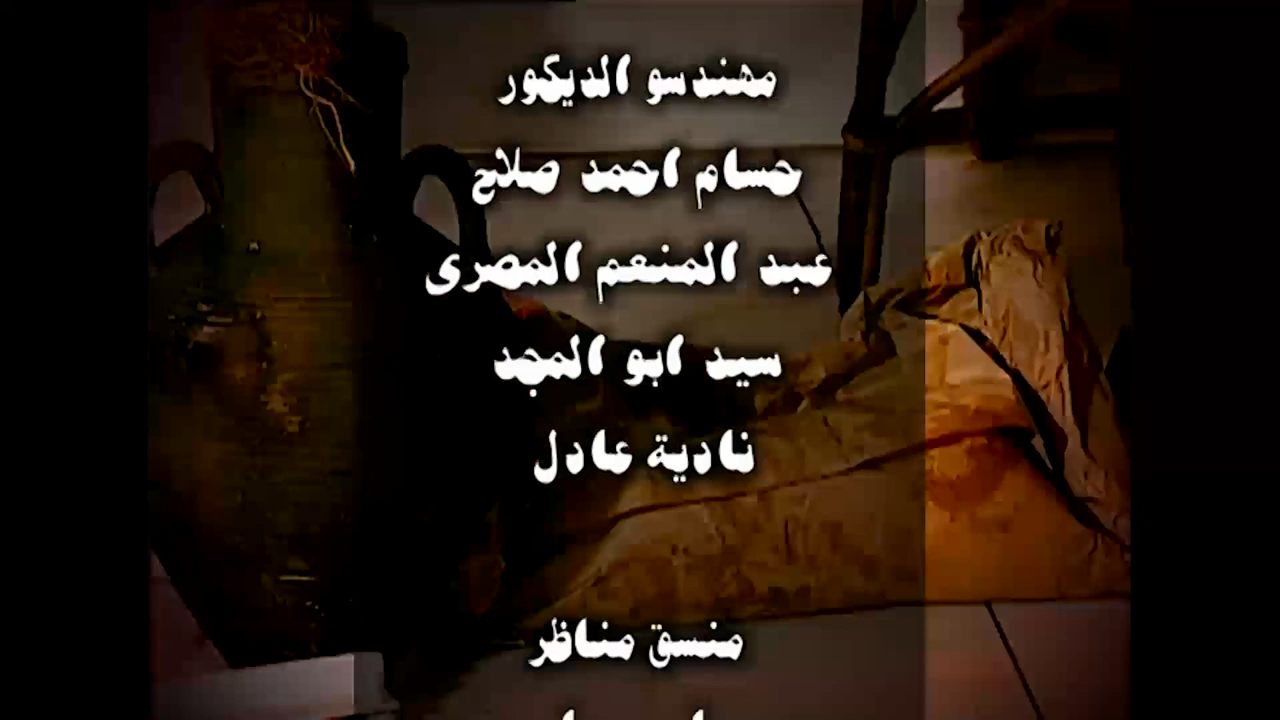 مهندسو الديكور
حسام احمد صلاح
عبد المنعم المصرى
سيد ابو المجد
نادية عادل
منسق مناظر